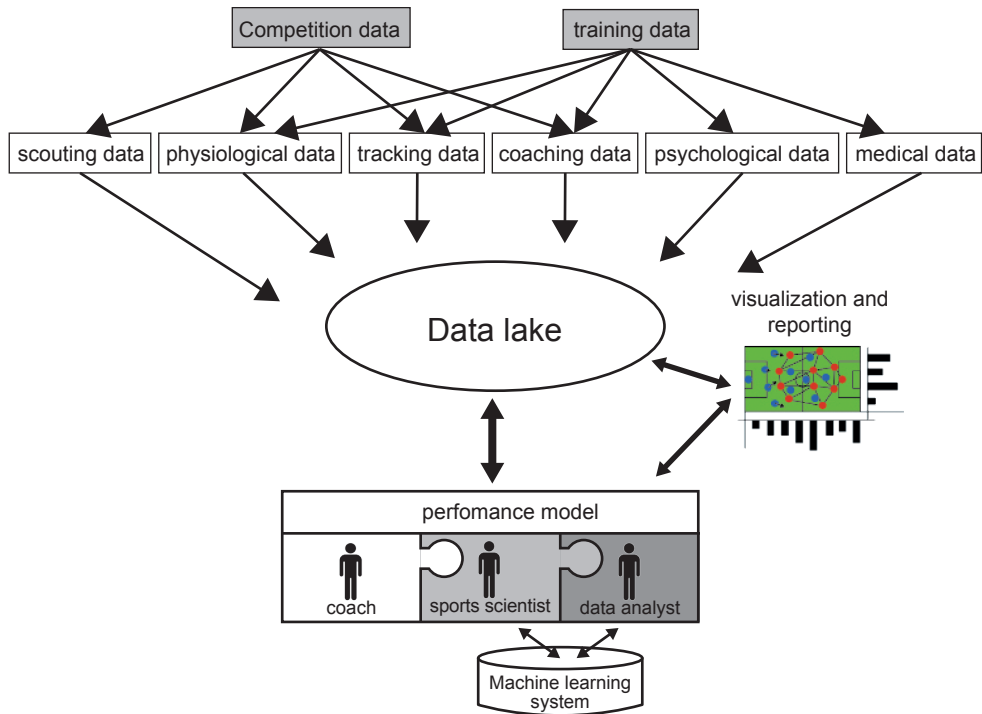 Competition data
training data
scouting data
physiological data
tracking data
coaching data
psychological data
medical data
Data lake
visualization and
reporting
perfomance model
coach
sports scientist
data analyst
Machine learning
system